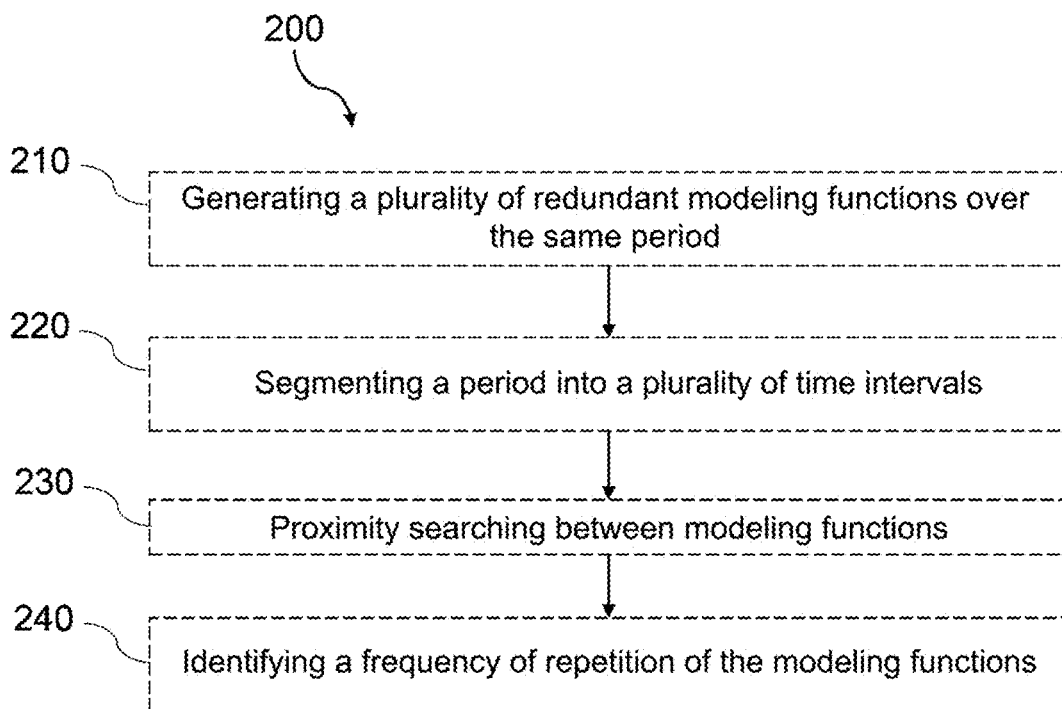 200
210
Generating a plurality of redundant modeling functions over
the same period
220
Segmenting a period into a plurality of time intervals
230
Proximity searching between modeling functions
240
Identifying a frequency of repetition of the modeling functions